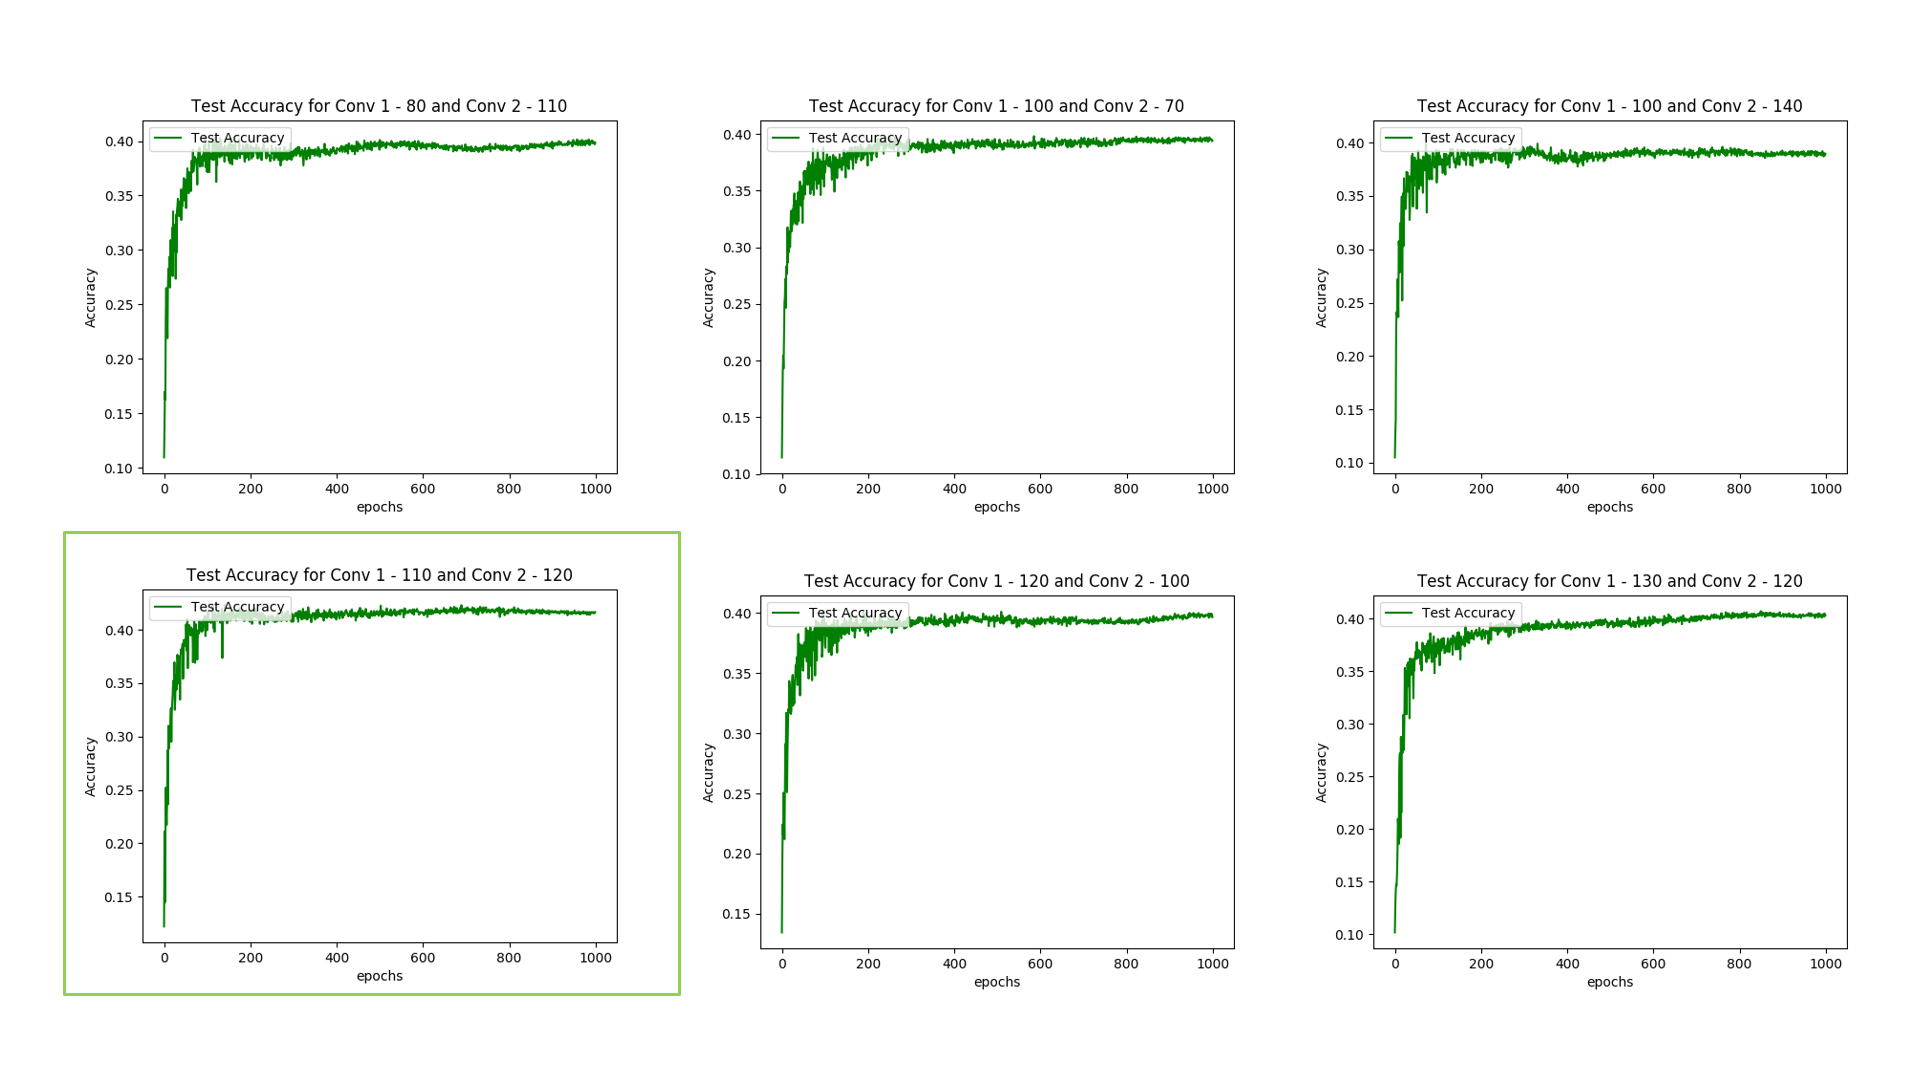 Test Accuracy for Conv 1 - 80 and Conv 2 - 110
Test Accuracy
0.40
0.35
0.30
0.25
0.20
0.15
0.10
Accuracy
0 200 400 600 800 1000
epochs
Test Accuracy for Conv 1 - 100 and Conv 2 - 70
Test Accuracy
0.40
0.35
0.30
0.25
0.20
0.15
0.10
Accuracy
0 200 400 600 800 1000
epochs
Test Accuracy for Conv 1 - 100 and Conv 2 - 140
Test Accuracy
0.40
0.35
0.30
0.25
0.20
0.15
0.10
Accuracy
0 200 400 600 800 1000
epochs
Test Accuracy for Conv 1 - 110 and Conv 2 - 120
Test Accuracy
0.40
0.35
0.30
0.25
0.20
0.15
Accuracy
0 200 400 600 800 1000
epochs
Test Accuracy for Conv 1 - 120 and Conv 2 - 100
Test Accuracy
0.40
0.35
0.30
0.25
0.20
0.15
Accuracy
0 200 400 600 800 1000
epochs
Test Accuracy for Conv 1 - 130 and Conv 2 - 120
Test Accuracy
0.40
0.35
0.30
0.25
0.20
0.15
0.10
Accuracy
0 200 400 600 800 1000
epochs